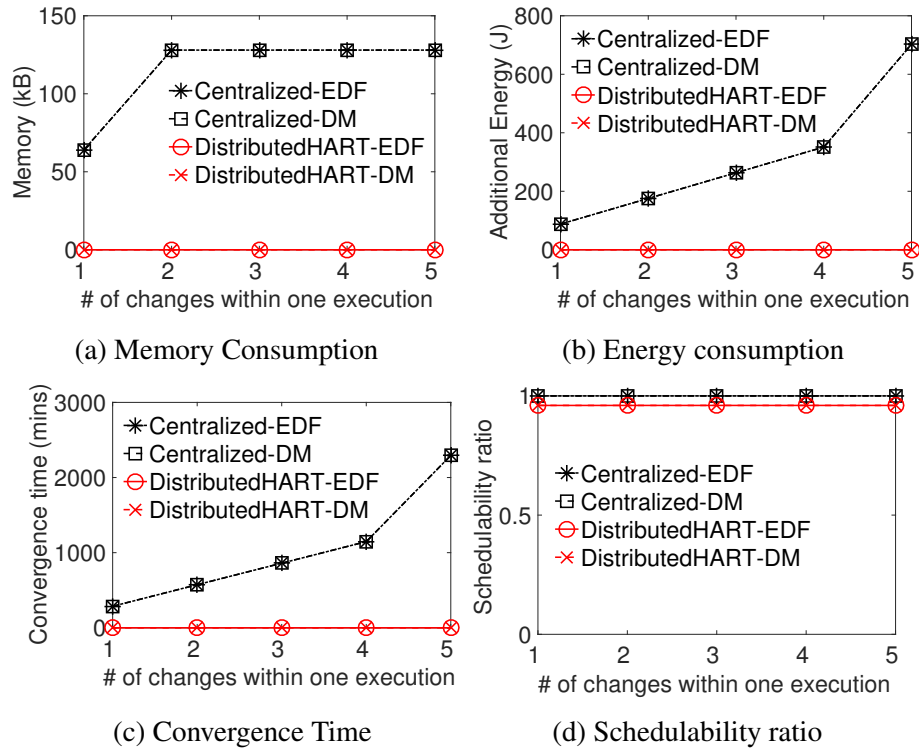 150
100
50
0
Memory (kB)
Centralized-EDF
Centralized-DM
DistributedHART-EDF
DistributedHART-DM
1 2 3 4 5
# of changes within one execution
(a) Memory Consumption
800
600
400
200
0
Additional Energy (J)
Centralized-EDF
Centralized-DM
DistributedHART-EDF
DistributedHART-DM
1 2 3 4 5
# of changes within one execution
(b) Energy consumption
3000
2000
1000
0
Convergence time (mins)
Centralized-EDF
Centralized-DM
DistributedHART-EDF
DistributedHART-DM
1 2 3 4 5
# of changes within one execution
(c) Convergence Time
1
0.5
0
Schedulability ratio
Centralized-EDF
Centralized-DM
DistributedHART-EDF
DistributedHART-DM
1 2 3 4 5
# of changes within one execution
(d) Schedulability ratio